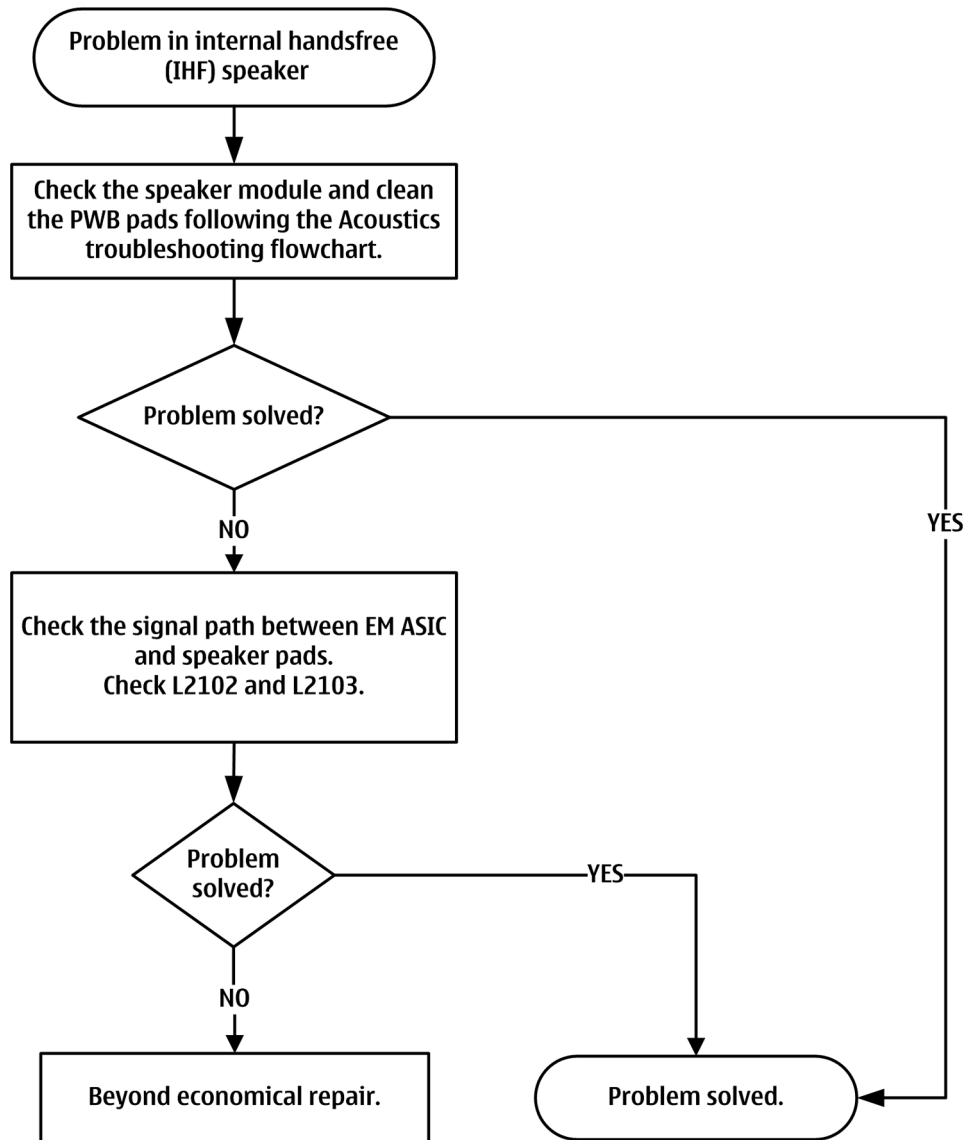 Problem in internal handsfree
(IHF) speaker
Check the speaker module and clean
the PWB pads following the Acoustics
troubleshooting flowchart.
Problem solved?
NO
YES
Check the signal path between EM ASIC
and speaker pads.
Check L2102 and L2103.
Problem
solved?
YES
NO
Beyond economical repair.
Problem solved.